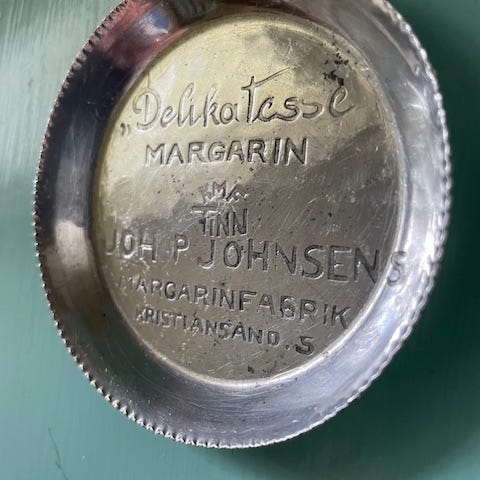 „Delikatesse
MARGARIN
M.
TINN
JOH P JOHNSENS
MARGARINFABRIK
KRISTIANSAND. S